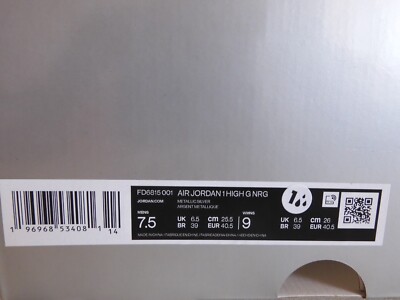 FD6815 001 AIR JORDAN 1 HIGH G NRG
JORDAN.COM METALLIC SILVER
ARGENT METALLIQUE
MENS 7.5 UK 6.5 CM 25.5 BR 39 EUR 40.5 WMNS 9 UK 6.5 CM 26 BR 39 EUR 40.5
1 96968 53408 1 14